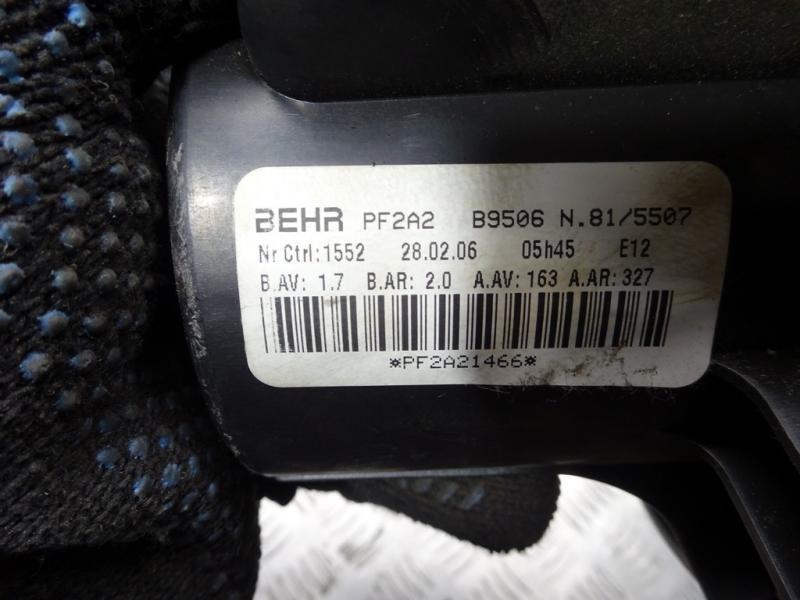 BEHR PF2A2 B9506 N.81/5507
Nr Ctrl:1552 28.02.06 05h45 E12
B.AV: 1.7 B.AR: 2.0 A.AV: 163 A.AR: 327
*PF2A21466*